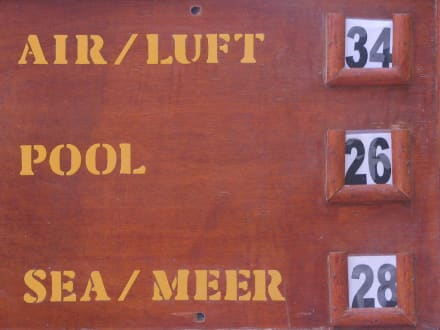 AIR/LUFT 34
POOL 26
SEA/MEER 28